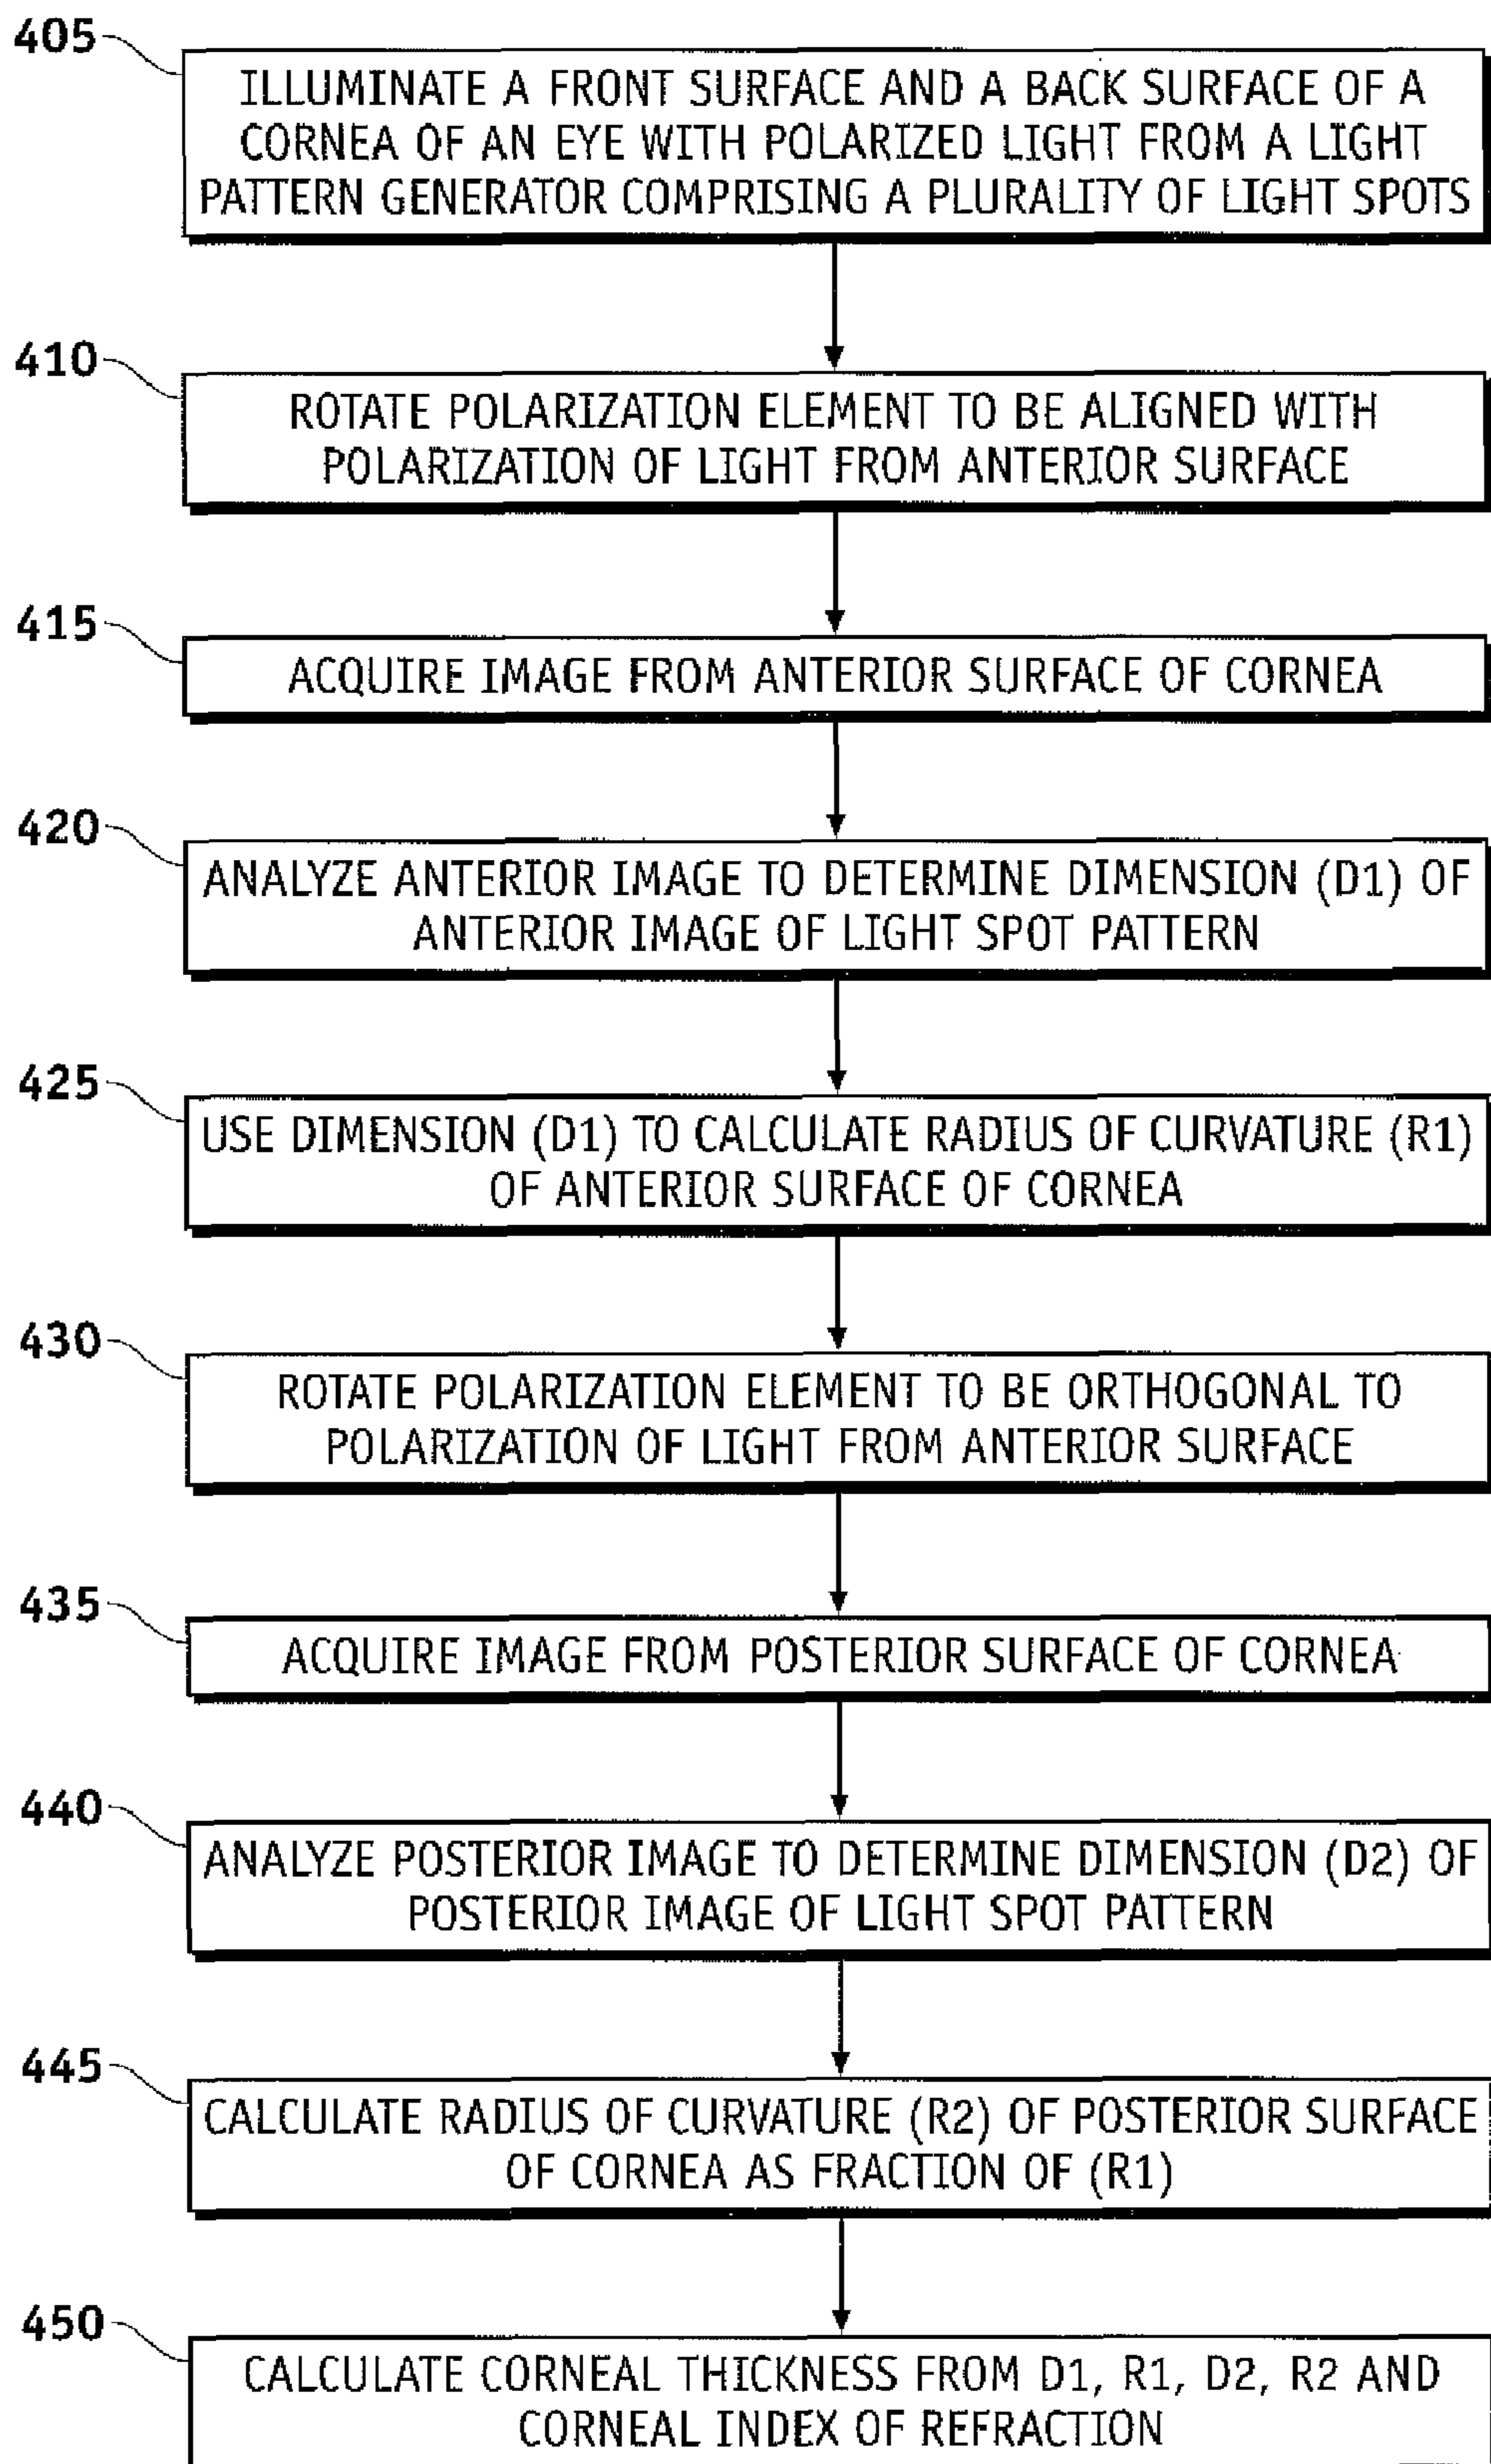 405
ILLUMINATE A FRONT SURFACE AND A BACK SURFACE OF A
CORNEA OF AN EYE WITH POLARIZED LIGHT FROM A LIGHT
PATTERN GENERATOR COMPRISING A PLURALITY OF LIGHT SPOTS
410
ROTATE POLARIZATION ELEMENT TO BE ALIGNED WITH
POLARIZATION OF LIGHT FROM ANTERIOR SURFACE
415
ACQUIRE IMAGE FROM ANTERIOR SURFACE OF CORNEA
420
ANALYZE ANTERIOR IMAGE TO DETERMINE DIMENSION (D1) OF
ANTERIOR IMAGE OF LIGHT SPOT PATTERN
425
USE DIMENSION (D1) TO CALCULATE RADIUS OF CURVATURE (R1)
OF ANTERIOR SURFACE OF CORNEA
430
ROTATE POLARIZATION ELEMENT TO BE ORTHOGONAL TO
POLARIZATION OF LIGHT FROM ANTERIOR SURFACE
435
ACQUIRE IMAGE FROM POSTERIOR SURFACE OF CORNEA
440
ANALYZE POSTERIOR IMAGE TO DETERMINE DIMENSION (D2) OF
POSTERIOR IMAGE OF LIGHT SPOT PATTERN
445
CALCULATE RADIUS OF CURVATURE (R2) OF POSTERIOR SURFACE
OF CORNEA AS FRACTION OF (R1)
450
CALCULATE CORNEAL THICKNESS FROM D1, R1, D2, R2 AND
CORNEAL INDEX OF REFRACTION